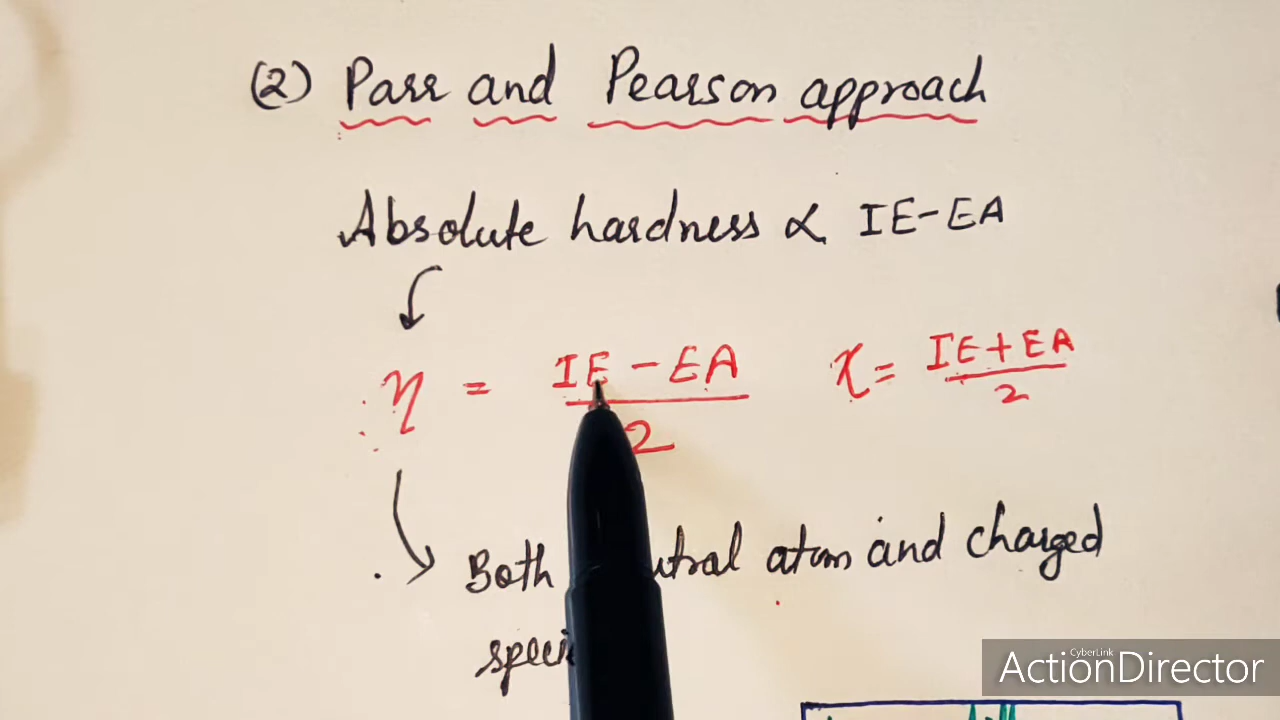 (2) Parr and Pearson approach
Absolute hardness ∝ IE-EA
η = IE - EA / 2 χ = IE + EA / 2
Both atom and charged
CyberLink
ActionDirector